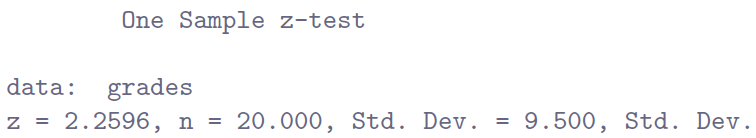 One Sample z-test
data: grades
z = 2.2596, n = 20.000, Std. Dev. = 9.500, Std. Dev.